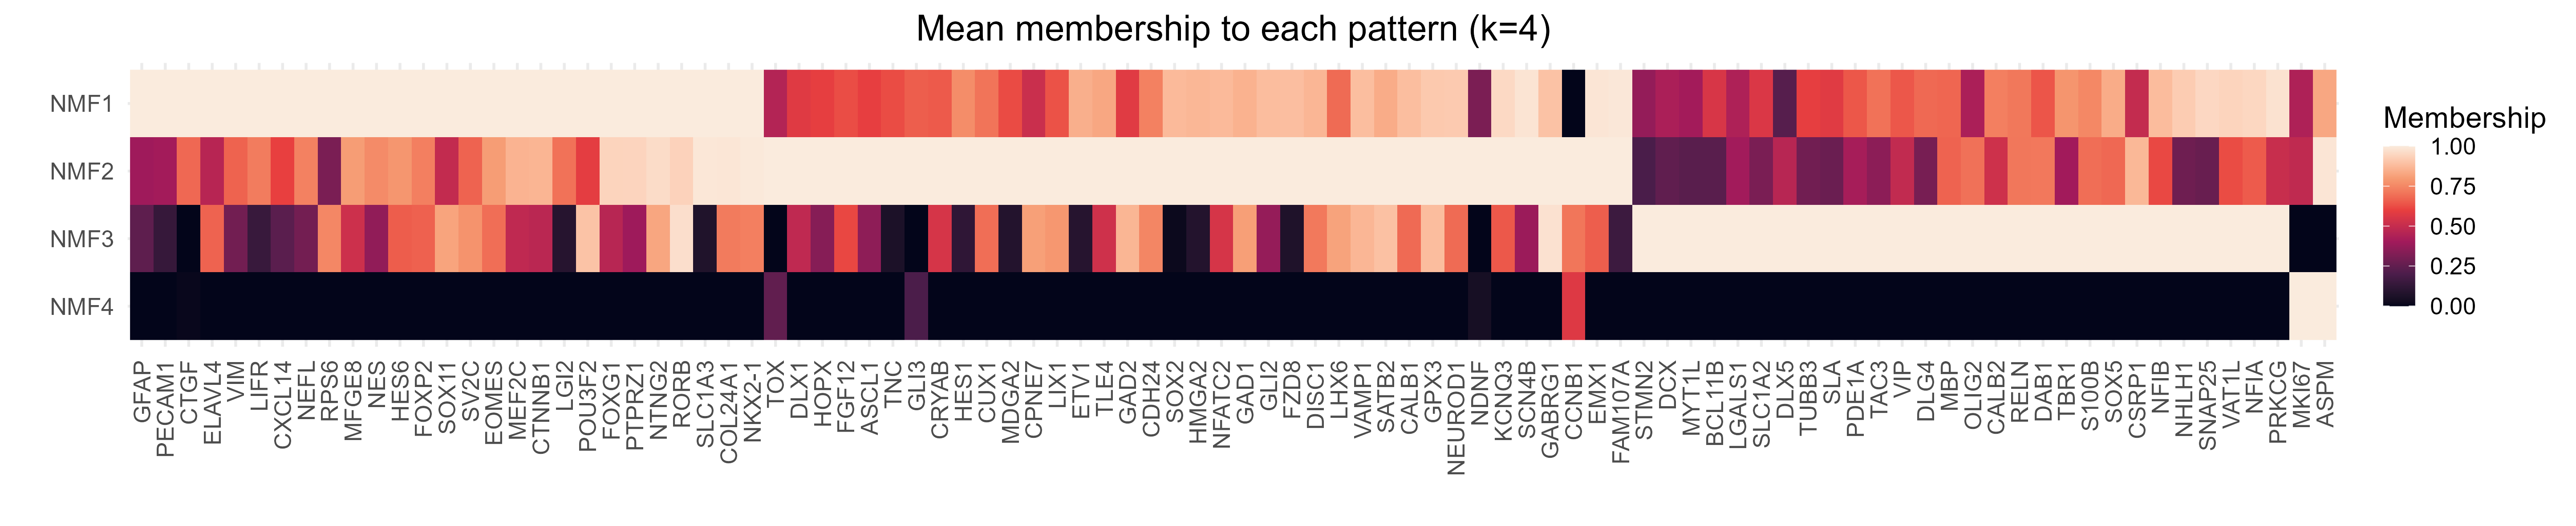 Mean membership to each pattern (k=4)
NMF1
NMF2
NMF3
NMF4
Membership
1.00
0.75
0.50
0.25
0.00
GFAP
PECAM1
CTGF
ELAVL4
VIM
LIFR
CXCL14
NEFL
RPS6
MFGE8
NES
HES6
FOXP2
SOX11
SV2C
EOMES
MEF2C
CTNNB1
LGI2
POU3F2
FOXG1
PTPRZ1
NTNG2
RORB
SLC1A3
COL24A1
NKX2-1
TOX
DLX1
HOPX
FGF12
ASCL1
TNC
GLI3
CRYAB
HES1
CUX1
MDGA2
CPNE7
LIX1
ETV1
TLE4
GAD2
CDH24
SOX2
HMGA2
NFATC2
GAD1
GLI2
FZD8
DISC1
LHX6
VAMP1
SATB2
CALB1
GPX3
NEUROD1
NDNF
KCNQ3
SCN4B
GABRG1
CCNB1
EMX1
FAM107A
STMN2
DCX
MYT1L
BCL11B
LGALS1
SLC1A2
DLX5
TUBB3
SLA
PDE1A
TAC3
VIP
DLG4
MBP
OLIG2
CALB2
RELN
DAB1
TBR1
S100B
SOX5
CSRP1
NFIB
NHLH1
SNAP25
VAT1L
NFIA
PRKCG
MKI67
ASPM